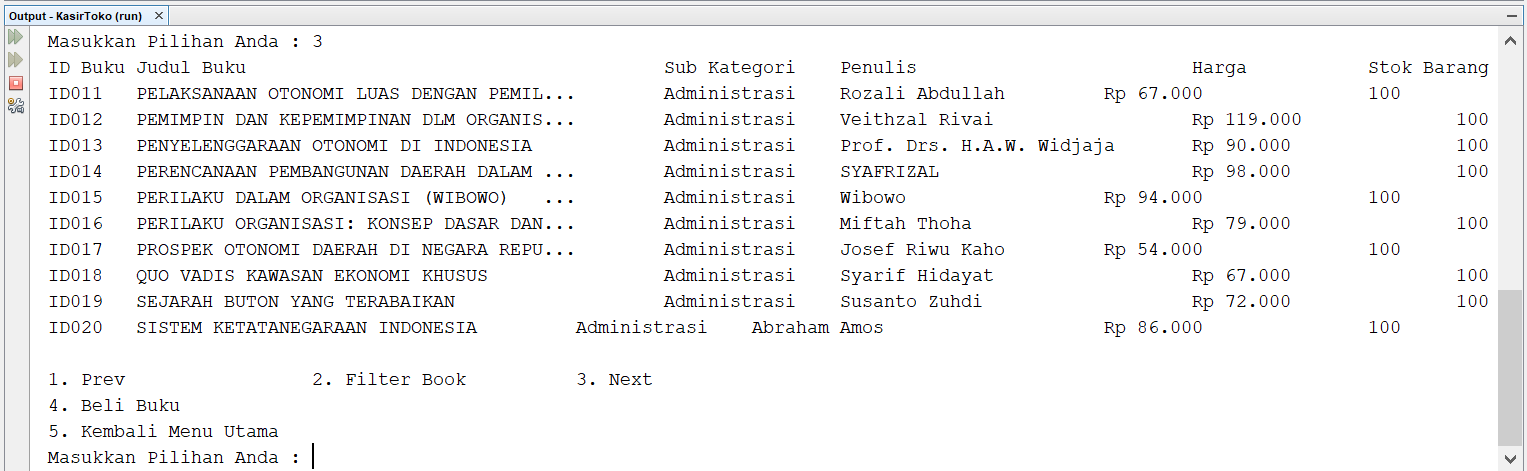 Output - KasirToko (run)
Masukkan Pilihan Anda : 3
ID Buku Judul Buku Sub Kategori Penulis Harga Stok Barang
ID011 PELAKSANAAN OTONOMI LUAS DENGAN PEMIL... Administrasi Rozali Abdullah Rp 67.000 100
ID012 PEMIMPIN DAN KEPEMIMPINAN DLM ORGANIS... Administrasi Veithzal Rivai Rp 119.000 100
ID013 PENYELENGGARAAN OTONOMI DI INDONESIA Administrasi Prof. Drs. H.A.W. Widjaja Rp 90.000 100
ID014 PERENCANAAN PEMBANGUNAN DAERAH DALAM ... Administrasi SYAFRIZAL Rp 98.000 100
ID015 PERILAKU DALAM ORGANISASI (WIBOWO) ... Administrasi Wibowo Rp 94.000 100
ID016 PERILAKU ORGANISASI: KONSEP DASAR DAN... Administrasi Miftah Thoha Rp 79.000 100
ID017 PROSPEK OTONOMI DAERAH DI NEGARA REPU... Administrasi Josef Riwu Kaho Rp 54.000 100
ID018 QUO VADIS KAWASAN EKONOMI KHUSUS Administrasi Syarif Hidayat Rp 67.000 100
ID019 SEJARAH BUTON YANG TERABAIKAN Administrasi Susanto Zuhdi Rp 72.000 100
ID020 SISTEM KETATANEGARAAN INDONESIA Administrasi Abraham Amos Rp 86.000 100
1. Prev 2. Filter Book 3. Next
4. Beli Buku
5. Kembali Menu Utama
Masukkan Pilihan Anda :